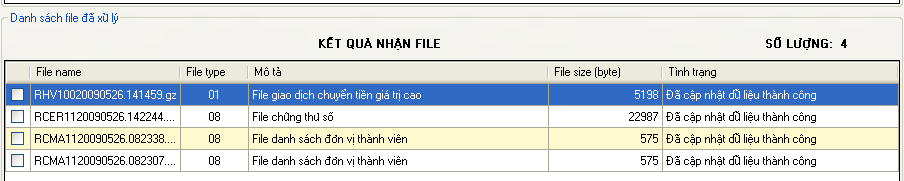 Danh sách file đã xử lý
KẾT QUẢ NHẬN FILE SỐ LƯỢNG: 4
File name File type Mô tả File size (byte) Tình trạng
RHV10020090526.141459.gz 01 File giao dịch chuyển tiền giá trị cao 5198 Đã cập nhật dữ liệu thành công
RCER1120090526.142244.... 08 File chứng thư số 22987 Đã cập nhật dữ liệu thành công
RCMA1120090526.082338.... 08 File danh sách đơn vị thành viên 575 Đã cập nhật dữ liệu thành công
RCMA1120090526.082307.... 08 File danh sách đơn vị thành viên 575 Đã cập nhật dữ liệu thành công